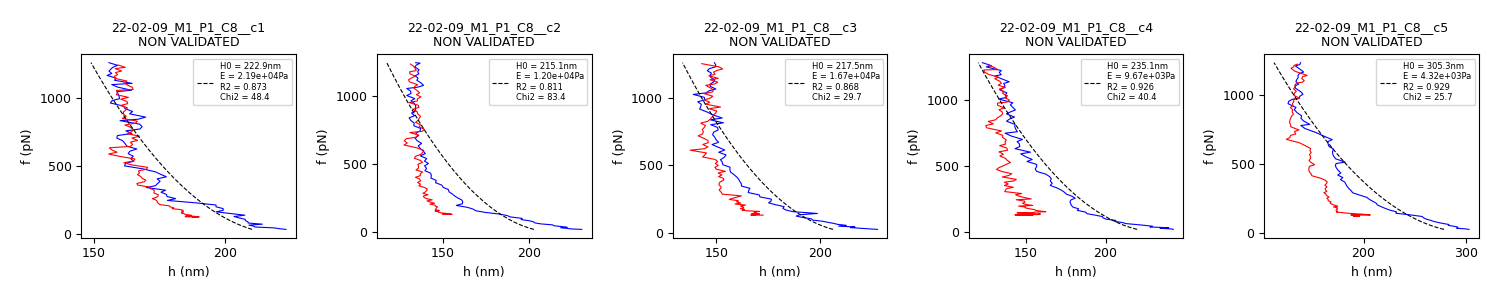 22-02-09_M1_P1_C8__c1
NON VALIDATED
H0 = 222.9nm
E = 2.19e+04Pa
R2 = 0.873
Chi2 = 48.4
1000
500
0
f (pN)
150
200
h (nm)
22-02-09_M1_P1_C8__c2
NON VALIDATED
H0 = 215.1nm
E = 1.20e+04Pa
R2 = 0.811
Chi2 = 83.4
1000
500
0
f (pN)
150
200
h (nm)
22-02-09_M1_P1_C8__c3
NON VALIDATED
H0 = 217.5nm
E = 1.67e+04Pa
R2 = 0.868
Chi2 = 29.7
1000
500
0
f (pN)
150
200
h (nm)
22-02-09_M1_P1_C8__c4
NON VALIDATED
H0 = 235.1nm
E = 9.67e+03Pa
R2 = 0.926
Chi2 = 40.4
1000
500
0
f (pN)
150
200
h (nm)
22-02-09_M1_P1_C8__c5
NON VALIDATED
H0 = 305.3nm
E = 4.32e+03Pa
R2 = 0.929
Chi2 = 25.7
1000
500
0
f (pN)
200
300
h (nm)